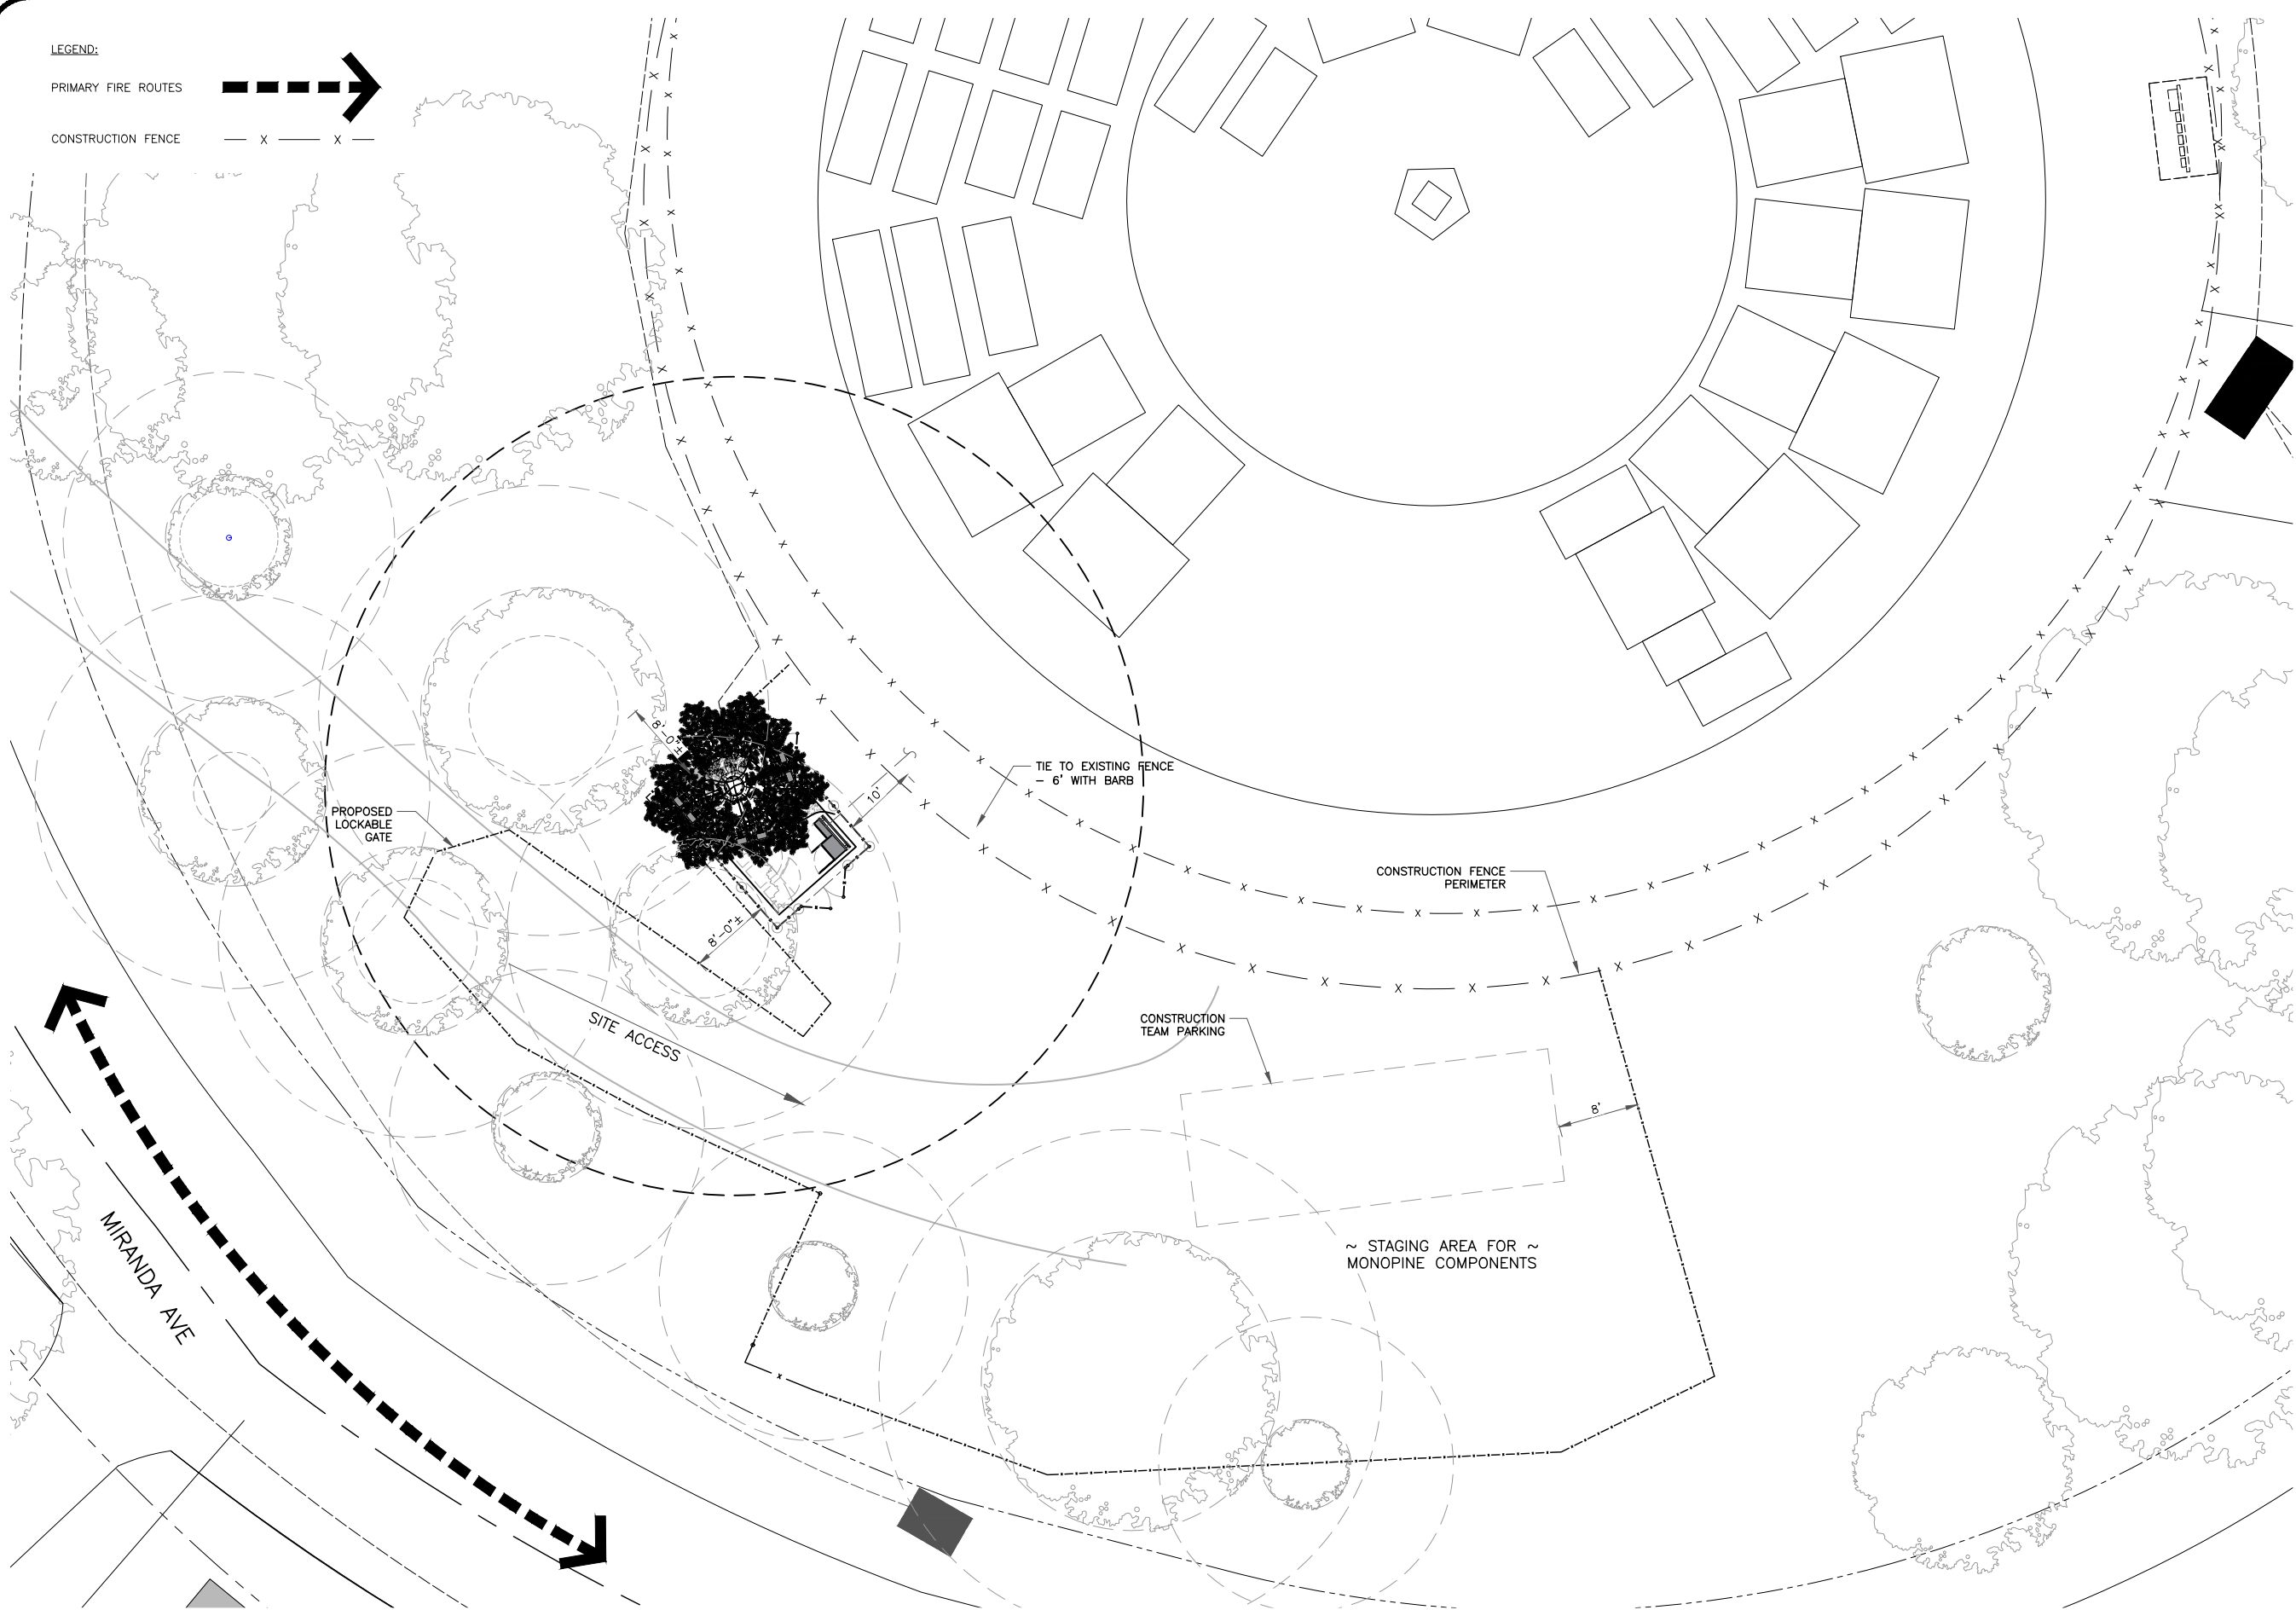 LEGEND:
PRIMARY FIRE ROUTES
CONSTRUCTION FENCE
X X
8'-0"±
TIE TO EXISTING FENCE
- 6' WITH BARB
10'
PROPOSED
LOCKABLE
GATE
CONSTRUCTION FENCE
PERIMETER
8'-0"±
SITE ACCESS
CONSTRUCTION
TEAM PARKING
8'
MIRANDA AVE
~ STAGING AREA FOR ~
MONOPINE COMPONENTS